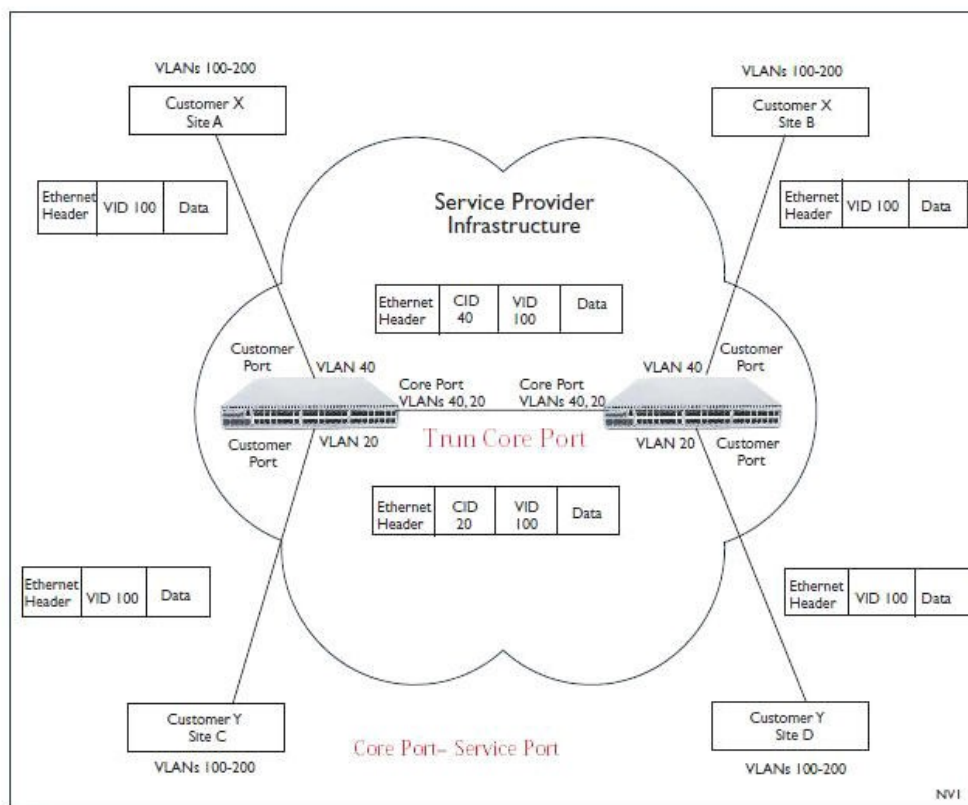 VLANs 100-200
Customer X
Site A
VLANs 100-200
Customer X
Site B
Ethernet
Header
VID 100
Data
Service Provider
Infrastructure
Ethernet
Header
VID 100
Data
Ethernet
Header
CID
40
VID
100
Data
Customer
Port
VLAN 40
Core Port
VLANs 40, 20
Core Port
VLANs 40, 20
VLAN 40
Customer
Port
Customer
Port
VLAN 20
Trun Core Port
VLAN 20
Customer
Port
Ethernet
Header
CID
20
VID
100
Data
Ethernet
Header
VID 100
Data
Ethernet
Header
VID 100
Data
Customer Y
Site C
VLANs 100-200
Core Port- Service Port
Customer Y
Site D
VLANs 100-200
NV1